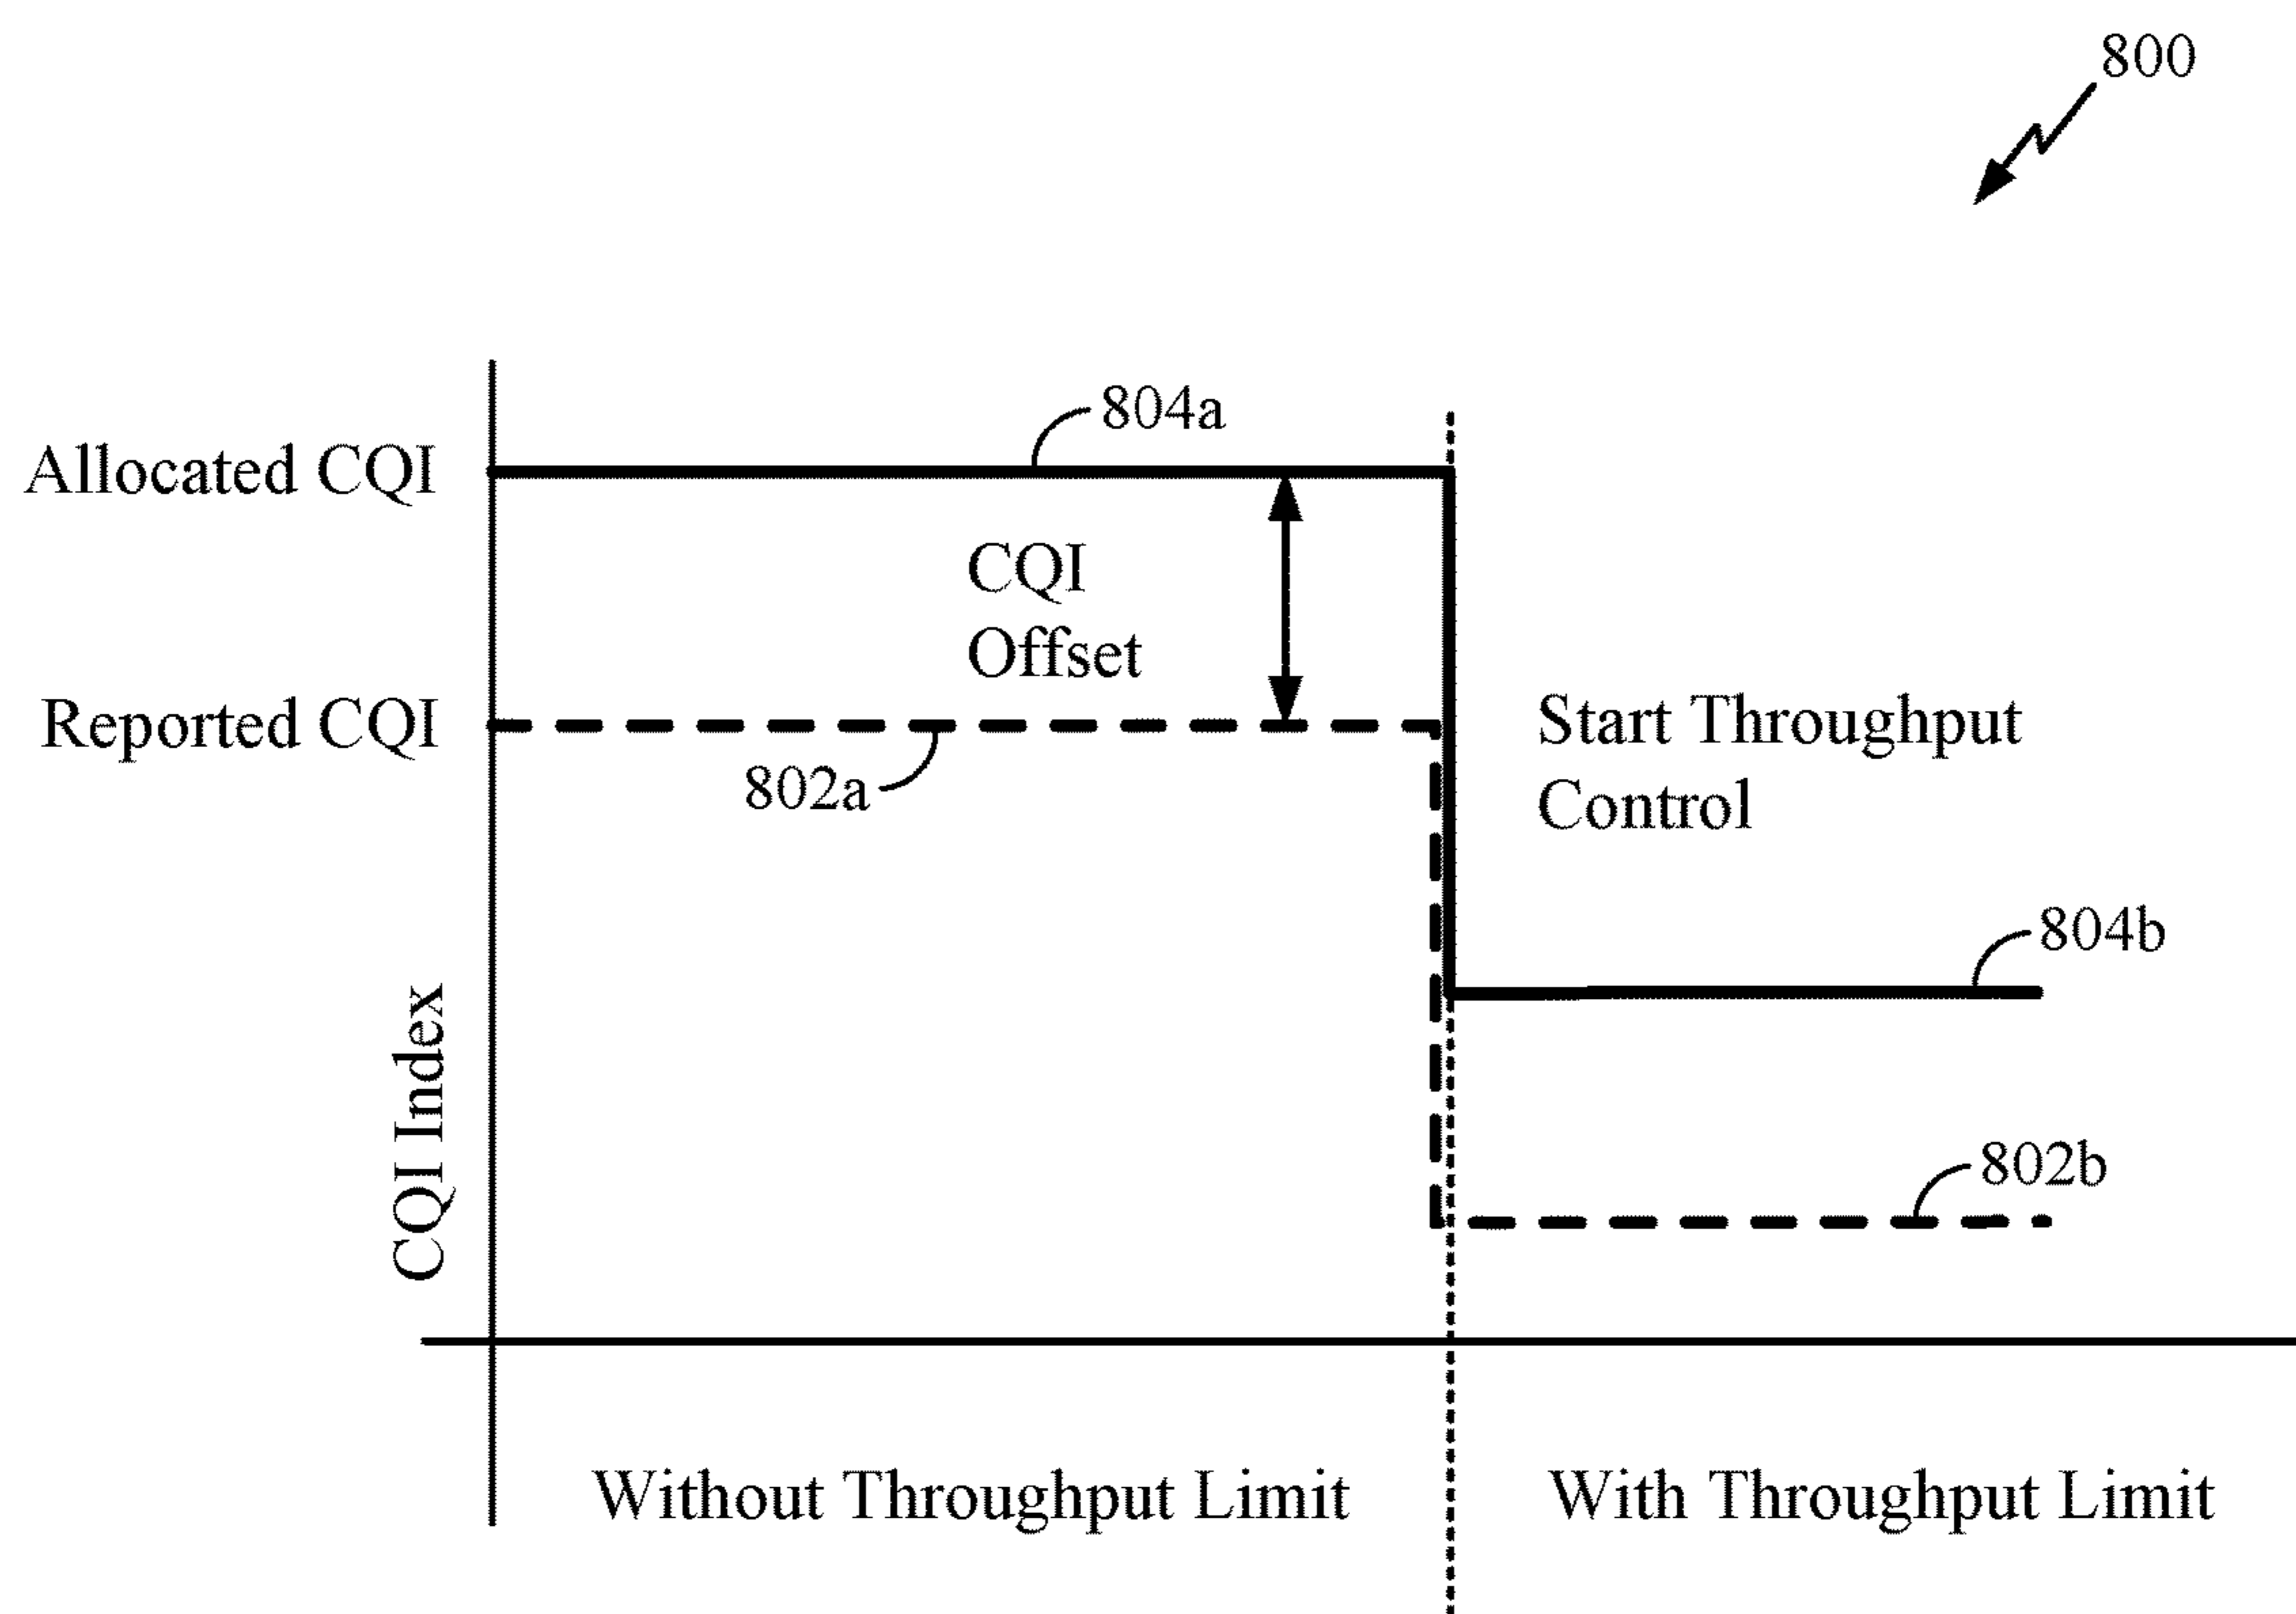 800
804a
Allocated CQI
CQI
Offset
Reported CQI
802a
Start Throughput
Control
804b
CQI Index
802b
Without Throughput Limit
With Throughput Limit